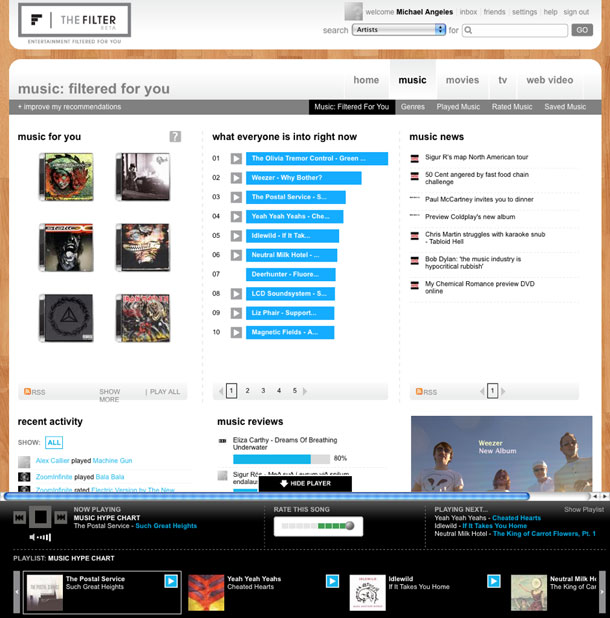 THEFILTER
BETA
ENTERTAINMENT FILTERED FOR YOU
welcome Michael Angeles | inbox | friends | settings | help | sign out
search Artists for GO
music: filtered for you
home music movies tv web video
+ improve my recommendations
Music: Filtered For You Genres Played Music Rated Music Saved Music
music for you ?
what everyone is into right now
01 The Olivia Tremor Control - Green ...
02 Weezer - Why Bother?
03 The Postal Service - S...
04 Yeah Yeah Yeahs - Che...
05 Idlewild - If It Tak...
06 Neutral Milk Hotel - ...
07 Deerhunter - Fluore...
08 LCD Soundsystem - S...
09 Liz Phair - Support...
10 Magnetic Fields - A...
music news
Sigur R's map North American tour
50 Cent angered by fast food chain
challenge
Paul McCartney invites you to dinner
Preview Coldplay's new album
Chris Martin struggles with karaoke snub
- Tabloid Hell
Bob Dylan: 'the music industry is
hypocritical rubbish'
My Chemical Romance preview DVD
online
RSS SHOW MORE | PLAY ALL
1 2 3 4 5
RSS 1
recent activity
SHOW: ALL
Alex Callier played Machine Gun
ZoomInfinite played Bala Bala
ZoomInfinite rated Electric Version by The New
music reviews
Eliza Carthy - Dreams Of Breathing
Underwater
80%
Sigur Rós - Með suð í eyrum við spilum
endalau
Weezer
New Album
HIDE PLAYER
NOW PLAYING
MUSIC HYPE CHART
The Postal Service - Such Great Heights
RATE THIS SONG
PLAYING NEXT... Show Playlist
Yeah Yeah Yeahs - Cheated Hearts
Idlewild - If It Takes You Home
Neutral Milk Hotel - The King of Carrot Flowers, Pt. 1
PLAYLIST: MUSIC HYPE CHART
The Postal Service
Such Great Heights
Yeah Yeah Yeahs
Cheated Hearts
Idlewild
If It Takes You Home
Neutral Milk Ho
The King of Car